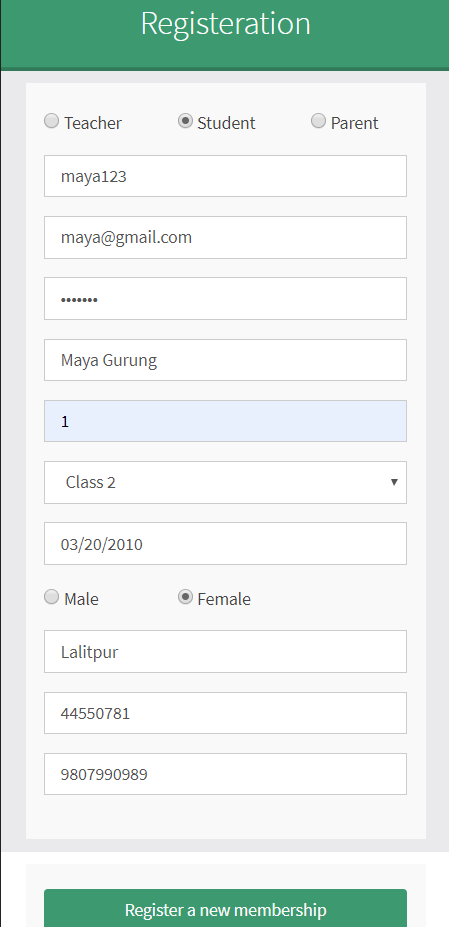 Registeration
Teacher Student Parent
maya123
maya@gmail.com
•••••••
Maya Gurung
1
Class 2
03/20/2010
Male Female
Lalitpur
44550781
9807990989
Register a new membership